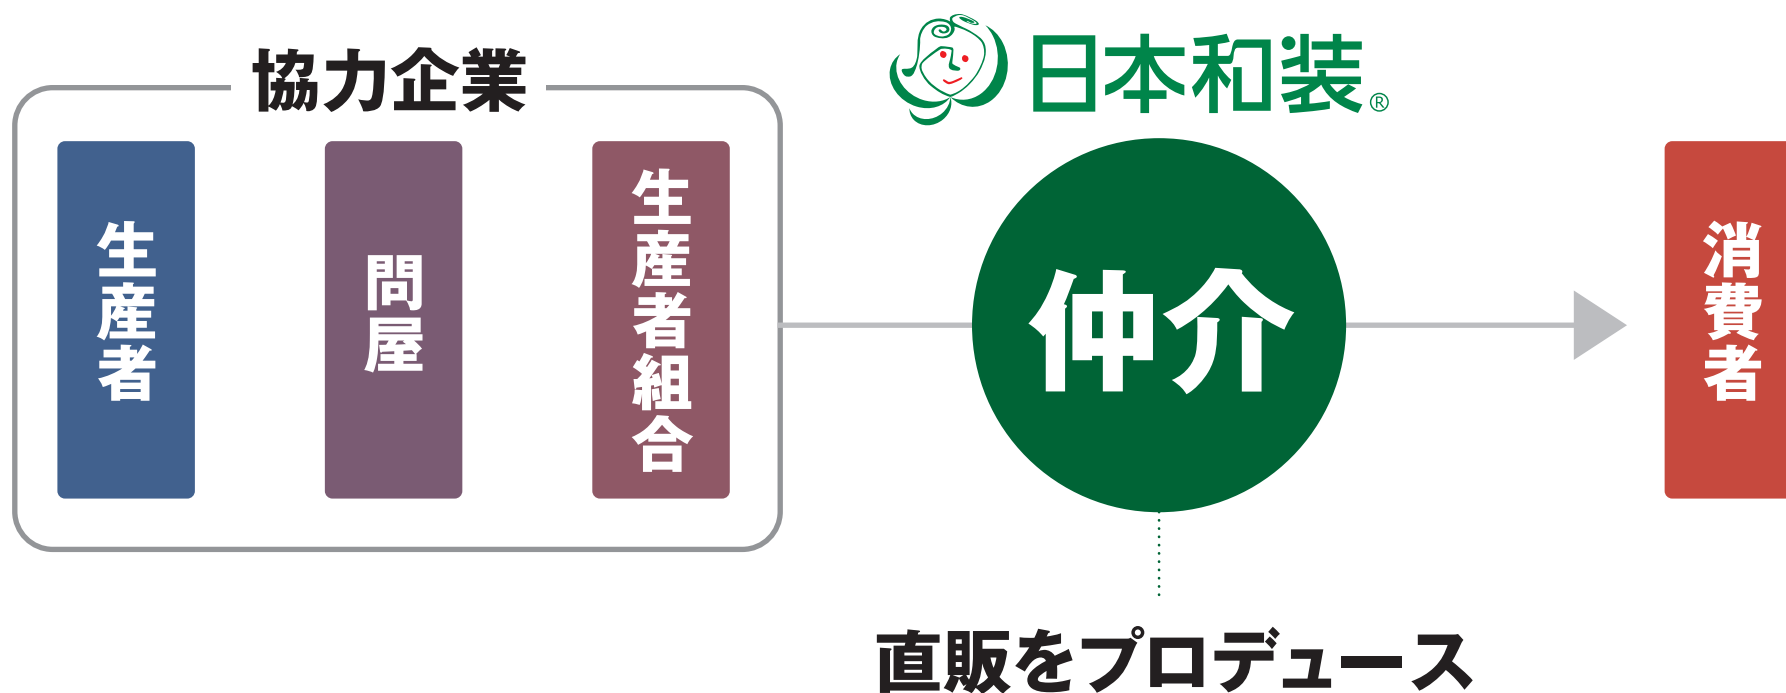 協力企業
生産者
問屋
生産者組合
日本和装®
仲介
直販をプロデュース
消費者